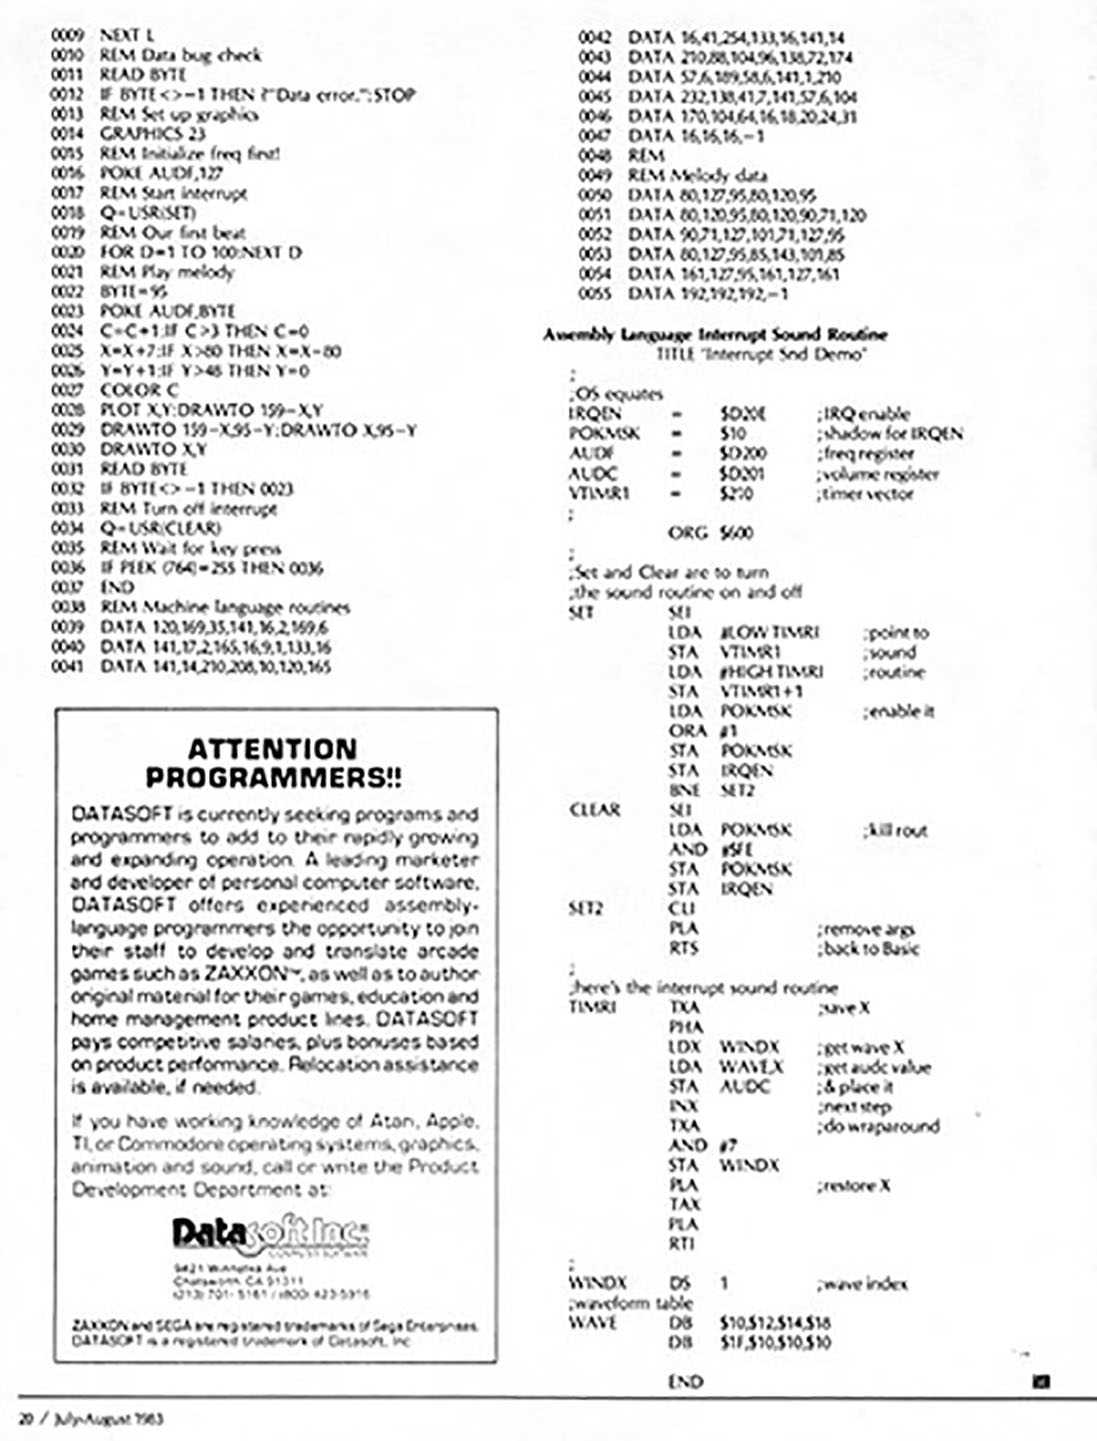 0009 NEXT L
0010 REM Data bug check
0011 READ BYTE
0012 IF BYTE<>−1 THEN ?"Data error.":STOP
0013 REM Set up graphics
0014 GRAPHICS 23
0015 REM Initialize freq first!
0016 POKE AUDF,127
0017 REM Start interrupt
0018 Q=USR(SET)
0019 REM Our first beat
0020 FOR D=1 TO 100:NEXT D
0021 REM Play melody
0022 BYTE=95
0023 POKE AUDF,BYTE
0024 C=C+1:IF C>3 THEN C=0
0025 X=X+7:IF X>80 THEN X=X−80
0026 Y=Y+1:IF Y>48 THEN Y=0
0027 COLOR C
0028 PLOT X,Y:DRAWTO 159−X,Y
0029 DRAWTO 159−X,95−Y:DRAWTO X,95−Y
0030 DRAWTO X,Y
0031 READ BYTE
0032 IF BYTE<>−1 THEN 0023
0033 REM Turn off interrupt
0034 Q=USR(CLEAR)
0035 REM Wait for key press
0036 IF PEEK (764)=255 THEN 0036
0037 END
0038 REM Machine language routines
0039 DATA 120,169,35,141,16,2,169,6
0040 DATA 141,17,2,165,16,9,1,133,16
0041 DATA 141,14,210,208,10,120,165
ATTENTION
PROGRAMMERS!!
DATASOFT is currently seeking programs and
programmers to add to their rapidly growing
and expanding operation. A leading marketer
and developer of personal computer software,
DATASOFT offers experienced assembly-
language programmers the opportunity to join
their staff to develop and translate arcade
games such as ZAXXON™, as well as to author
original material for their games, education and
home management product lines. DATASOFT
pays competitive salaries, plus bonuses based
on product performance. Relocation assistance
is available, if needed.
If you have working knowledge of Atari, Apple,
TI, or Commodore operating systems, graphics,
animation and sound, call or write the Product
Development Department at:
Datasoft Inc.®
COMPUTER SOFTWARE
9421 Winnetka Ave
Chatsworth, CA 91311
(213) 701-5161 / (800) 423-5916
ZAXXON and SEGA are registered trademarks of Sega Enterprises.
DATASOFT is a registered trademark of Datasoft, Inc.
0042 DATA 16,41,254,133,16,141,14
0043 DATA 210,88,104,96,138,72,174
0044 DATA 57,6,189,58,6,141,1,210
0045 DATA 232,138,41,7,141,57,6,104
0046 DATA 170,104,64,16,18,20,24,31
0047 DATA 16,16,16,−1
0048 REM
0049 REM Melody data
0050 DATA 80,127,95,80,120,95
0051 DATA 80,120,95,80,120,90,71,120
0052 DATA 90,71,127,101,71,127,95
0053 DATA 80,127,95,85,143,101,85
0054 DATA 161,127,95,161,127,161
0055 DATA 192,192,192,−1
Assembly Language Interrupt Sound Routine
TITLE "Interrupt Snd Demo"
;
;OS equates
IRQEN = $D20E ;IRQ enable
POKMSK = $10 ;shadow for IRQEN
AUDF = $D200 ;freq register
AUDC = $D201 ;volume register
VTIMR1 = $210 ;timer vector
;
ORG $600
;
;Set and Clear are to turn
;the sound routine on and off
SET SEI
LDA #LOW TIMRI ;point to
STA VTIMR1 ;sound
LDA #HIGH TIMRI ;routine
STA VTIMR1+1
LDA POKMSK ;enable it
ORA #1
STA POKMSK
STA IRQEN
BNE SET2
CLEAR SEI
LDA POKMSK ;kill rout
AND #$FE
STA POKMSK
STA IRQEN
SET2 CLI
PLA ;remove args
RTS ;back to Basic
;
;here's the interrupt sound routine
TIMRI TXA ;save X
PHA
LDX WINDX ;get wave X
LDA WAVE,X ;get audc value
STA AUDC ;& place it
INX ;next step
TXA ;do wraparound
AND #7
STA WINDX
PLA ;restore X
TAX
PLA
RTI
;
WINDX DS 1 ;wave index
;waveform table
WAVE DB $10,$12,$14,$18
DB $1F,$10,$10,$10
END
20 / July-August 1983